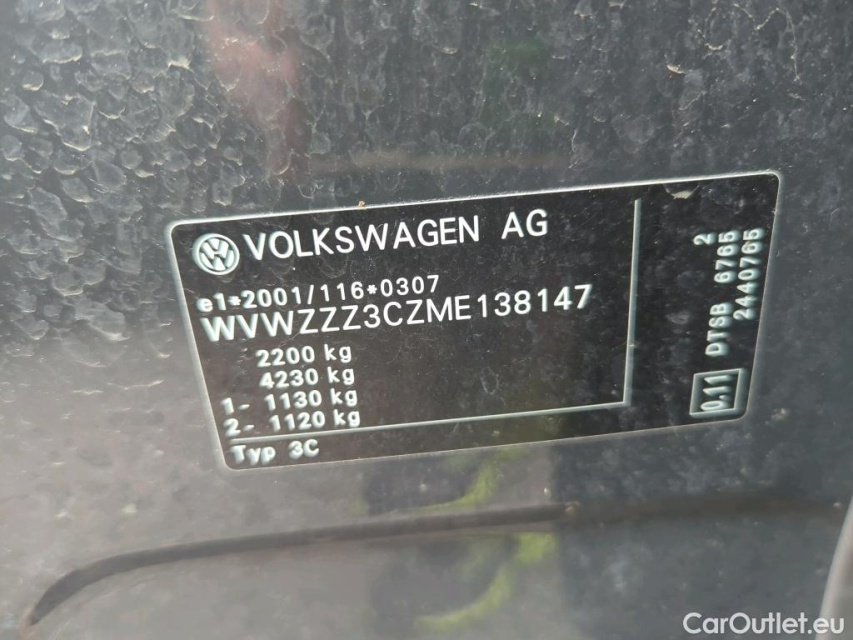 VOLKSWAGEN AG
e1*2001/116*0307
WVWZZZ3CZME138147
2200 kg
4230 kg
1- 1130 kg
2- 1120 kg
Typ 3C
2
DTSB 6765
2440765
0.11
CarOutlet.eu